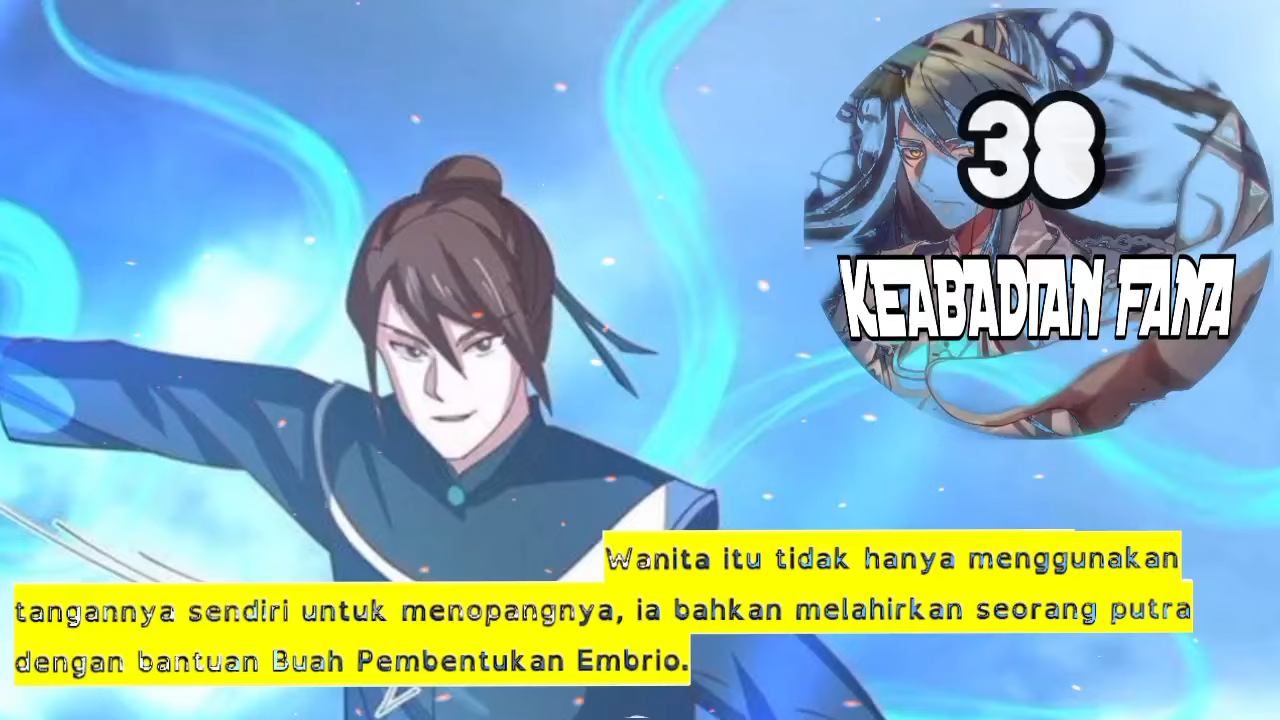 38
KEABADIAN FANA
Wanita itu tidak hanya menggunakan
tangannya sendiri untuk menopangnya, ia bahkan melahirkan seorang putra
dengan bantuan Buah Pembentukan Embrio.